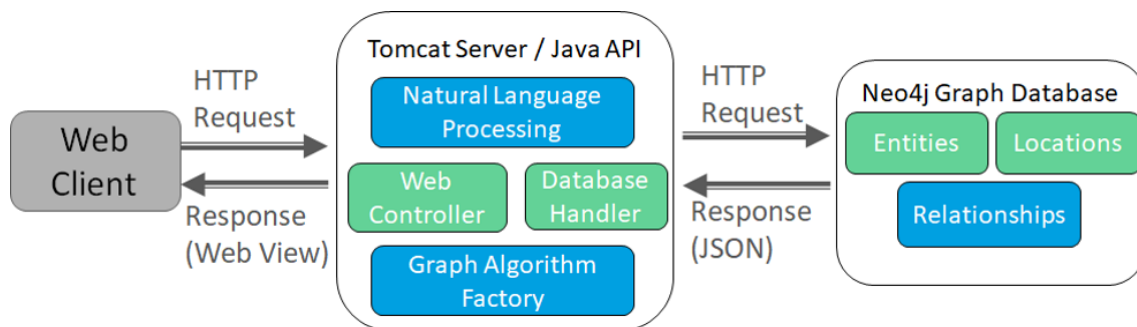 Web
Client
HTTP
Request
Response
(Web View)
Tomcat Server / Java API
Natural Language
Processing
Web
Controller
Database
Handler
Graph Algorithm
Factory
HTTP
Request
Response
(JSON)
Neo4j Graph Database
Entities
Locations
Relationships